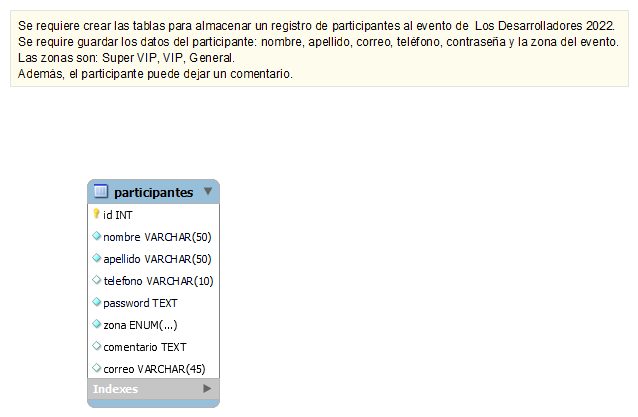 Se requiere crear las tablas para almacenar un registro de participantes al evento de Los Desarrolladores 2022.
Se require guardar los datos del participante: nombre, apellido, correo, teléfono, contraseña y la zona del evento.
Las zonas son: Super VIP, VIP, General.
Además, el participante puede dejar un comentario.
participantes
id INT
nombre VARCHAR(50)
apellido VARCHAR(50)
telefono VARCHAR(10)
password TEXT
zona ENUM(...)
comentario TEXT
correo VARCHAR(45)
Indexes